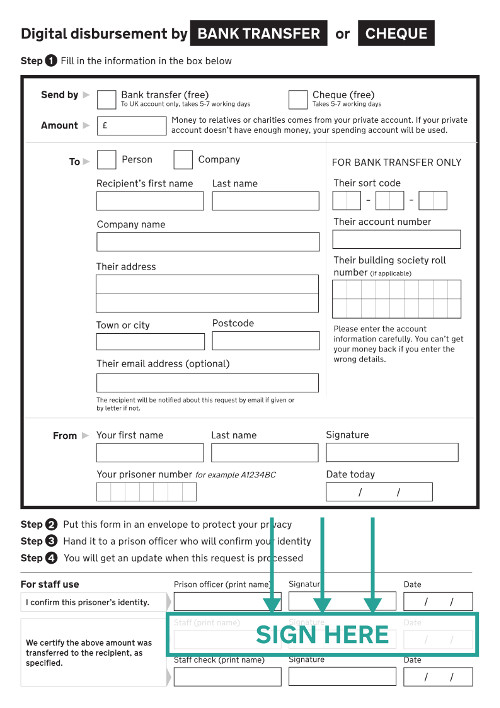 Digital disbursement by BANK TRANSFER or CHEQUE
Step 1 Fill in the information in the box below
Send by Bank transfer (free) Cheque (free)
To UK account only, takes 5-7 working days Takes 5-7 working days
Amount £ Money to relatives or charities comes from your private account. If your private
account doesn't have enough money, your spending account will be used.
To Person Company FOR BANK TRANSFER ONLY
Recipient's first name Last name Their sort code
- -
Company name Their account number
Their address Their building society roll
number (if applicable)
Town or city Postcode
Please enter the account
information carefully. You can't get
your money back if you enter the
wrong details.
Their email address (optional)
The recipient will be notified about this request by email if given or
by letter if not.
From Your first name Last name Signature
Your prisoner number for example A1234BC Date today
/ /
Step 2 Put this form in an envelope to protect your privacy
Step 3 Hand it to a prison officer who will confirm your identity
Step 4 You will get an update when this request is processed
For staff use Prison officer (print name) Signature Date
I confirm this prisoner's identity. / /
Staff (print name) Signature Date
SIGN HERE / /
We certify the above amount was
transferred to the recipient, as
specified.
Staff check (print name) Signature Date
/ /